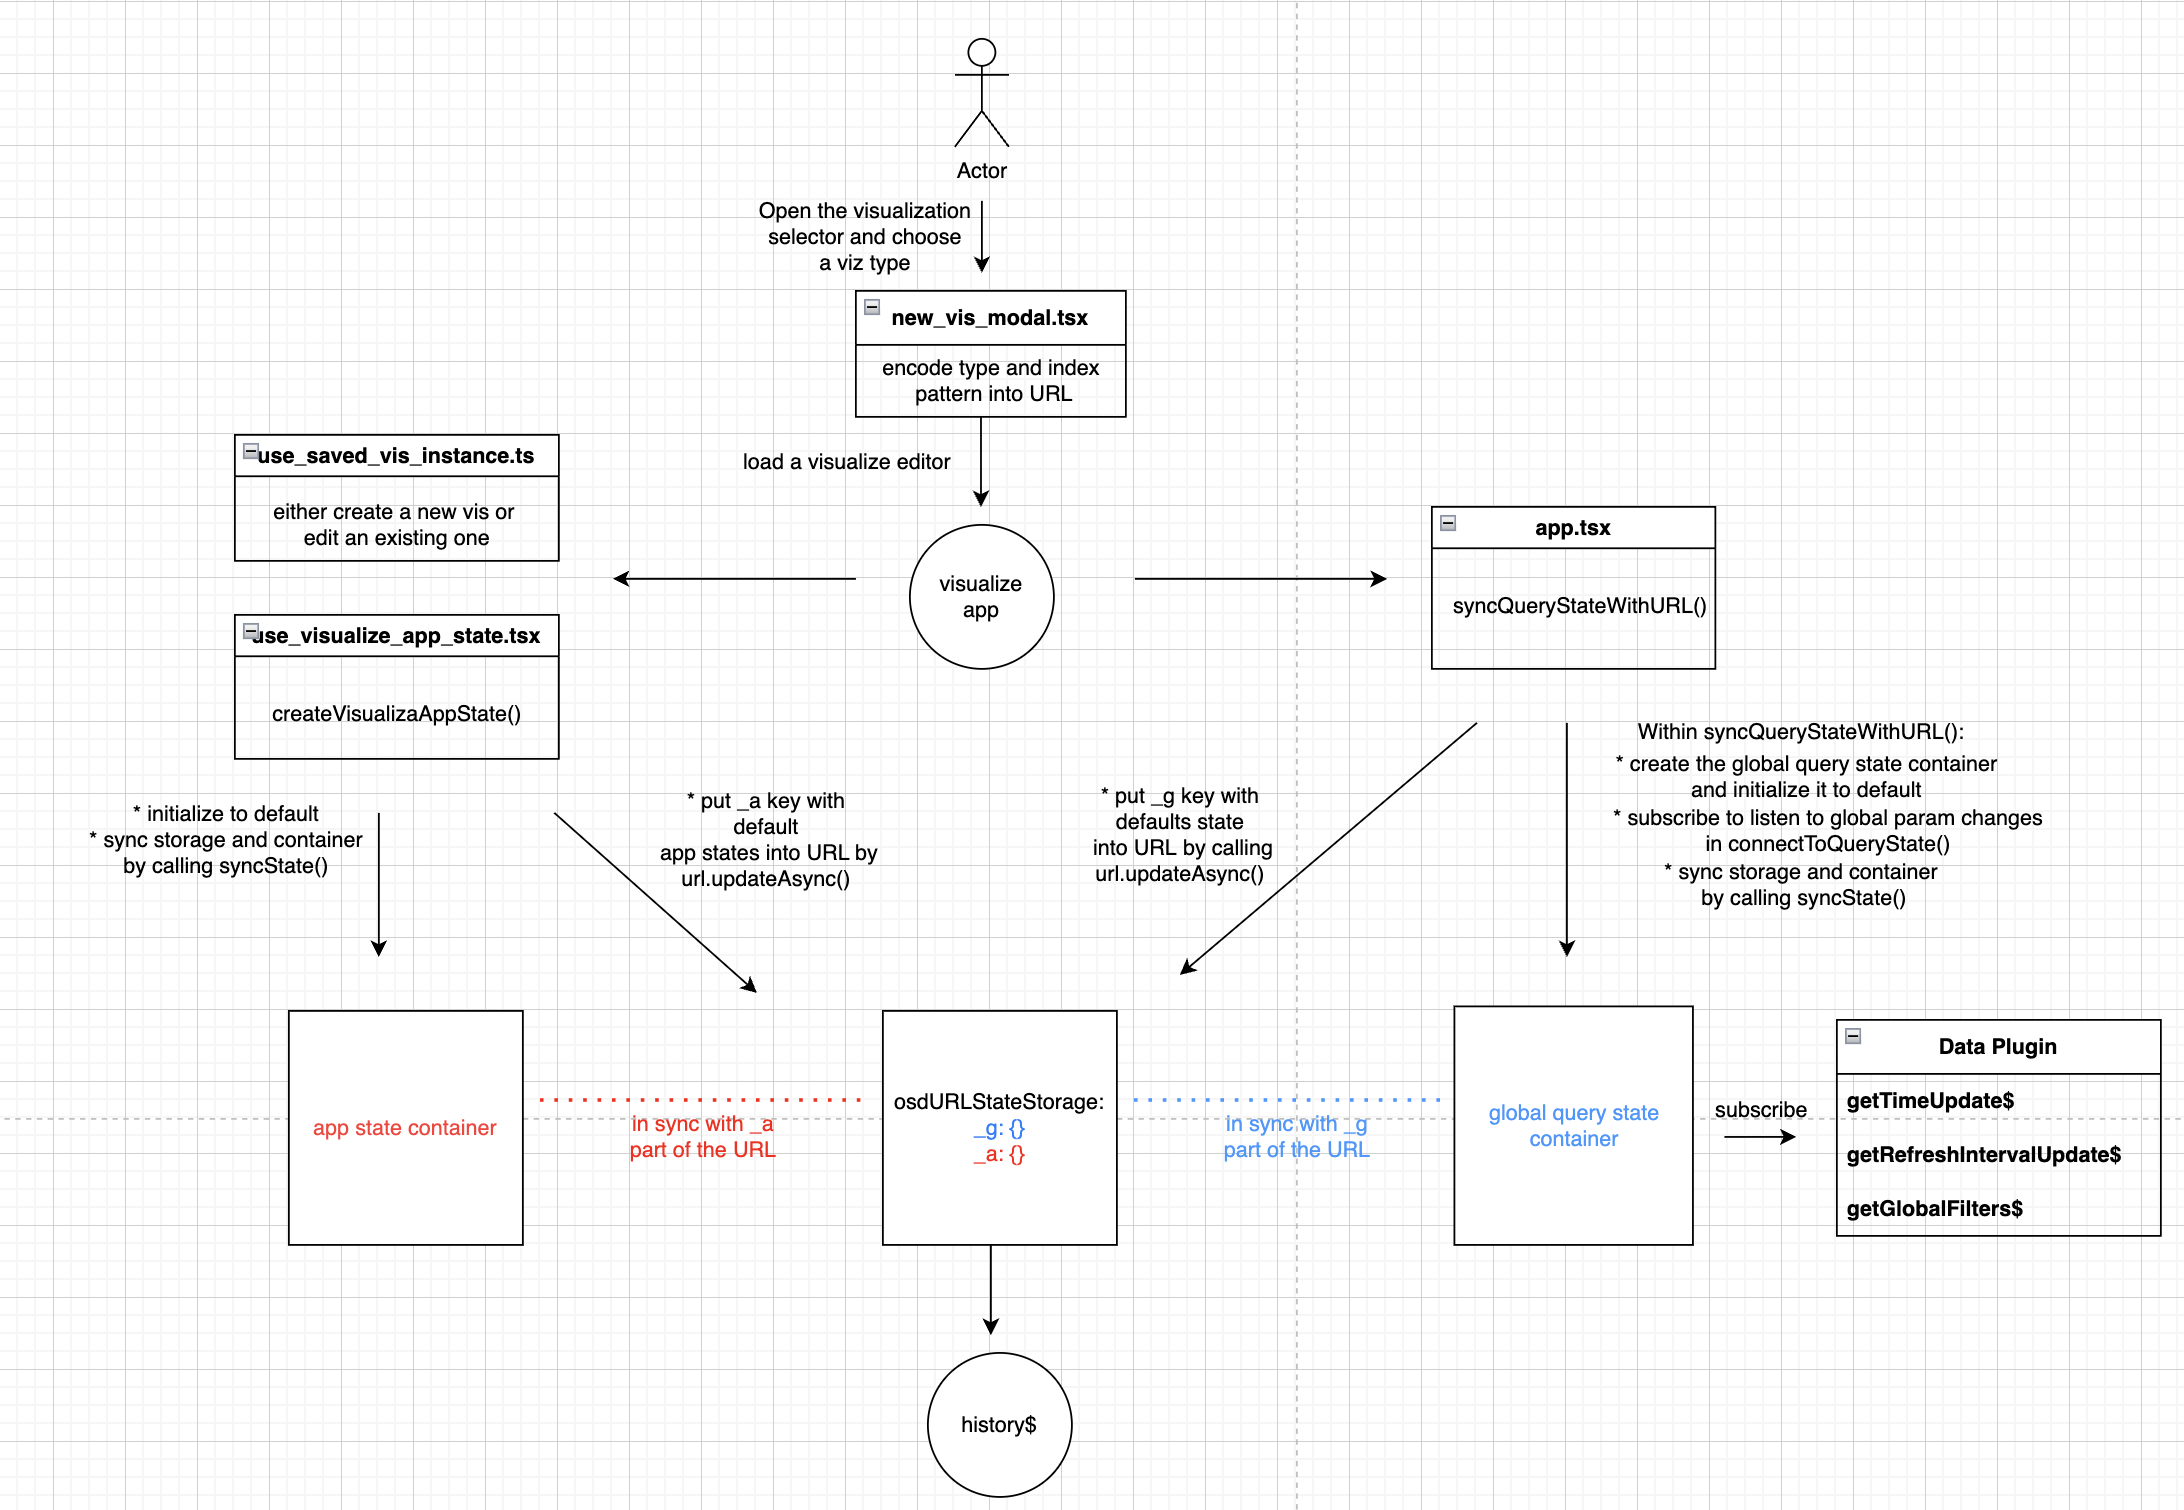 Actor
Open the visualization
selector and choose
a viz type
new_vis_modal.tsx
encode type and index
pattern into URL
load a visualize editor
use_saved_vis_instance.ts
either create a new vis or
edit an existing one
visualize
app
app.tsx
syncQueryStateWithURL()
use_visualize_app_state.tsx
createVisualizaAppState()
* initialize to default
* sync storage and container
by calling syncState()
* put _a key with
default
app states into URL by
url.updateAsync()
* put _g key with
defaults state
into URL by calling
url.updateAsync()
Within syncQueryStateWithURL():
* create the global query state container
and initialize it to default
* subscribe to listen to global param changes
in connectToQueryState()
* sync storage and container
by calling syncState()
app state container
in sync with _a
part of the URL
osdURLStateStorage:
_g: {}
_a: {}
in sync with _g
part of the URL
global query state
container
subscribe
Data Plugin
getTimeUpdate$
getRefreshIntervalUpdate$
getGlobalFilters$
history$